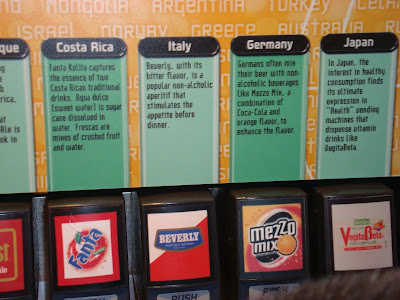 MONGOLIA ARGENTINA TURKEY ICELAND
NORWAY GREECE AUSTRALIA
que
Costa Rica
Fanta Kolita captures
the essence of two
Costa Rican traditional
drinks. Agua dulce
(sweet water) is sugar
cane dissolved in
water. Frescas are
mixes of crushed fruit
and water.
Italy
Beverly, with its
bitter flavor, is a
popular non-alcholic
aperitif that
stimulates the
appetite before
dinner.
Germany
Germans often mix
their beer with non-
alcoholic beverages
like Mezzo Mix, a
combination of
Coca-Cola and
orange flavor, to
enhance the flavor.
Japan
In Japan, the
interest in healthy
consumption finds
its ultimate
expression in
"Health" vending
machines that
dispense vitamin
drinks like
VegitaBeta.
Fanta
BEVERLY
mezzo
mix
VegitaBeta
PUSH